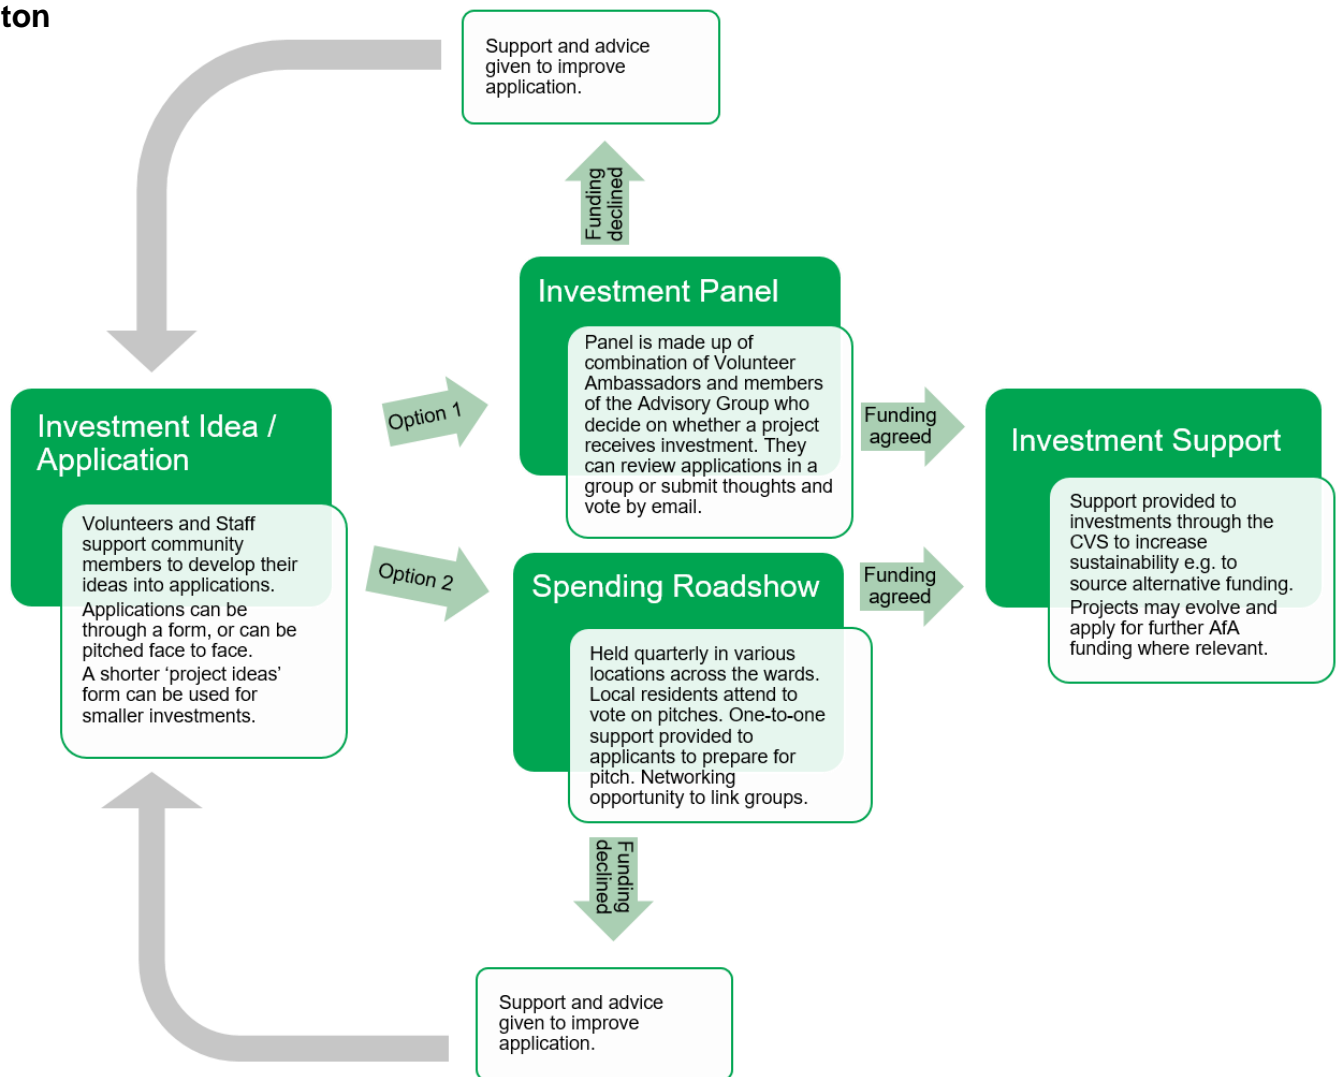 ton
Support and advice
given to improve
application.
Funding
declined
Investment Panel
Panel is made up of
combination of Volunteer
Ambassadors and members
of the Advisory Group who
decide on whether a project
receives investment. They
can review applications in a
group or submit thoughts and
vote by email.
Investment Idea /
Application
Volunteers and Staff
support community
members to develop their
ideas into applications.
Applications can be
through a form, or can be
pitched face to face.
A shorter ‘project ideas’
form can be used for
smaller investments.
Option 1
Option 2
Funding
agreed
Investment Support
Support provided to
investments through the
CVS to increase
sustainability e.g. to
source alternative funding.
Projects may evolve and
apply for further AfA
funding where relevant.
Spending Roadshow
Held quarterly in various
locations across the wards.
Local residents attend to
vote on pitches. One-to-one
support provided to
applicants to prepare for
pitch. Networking
opportunity to link groups.
Funding
agreed
Funding
declined
Support and advice
given to improve
application.